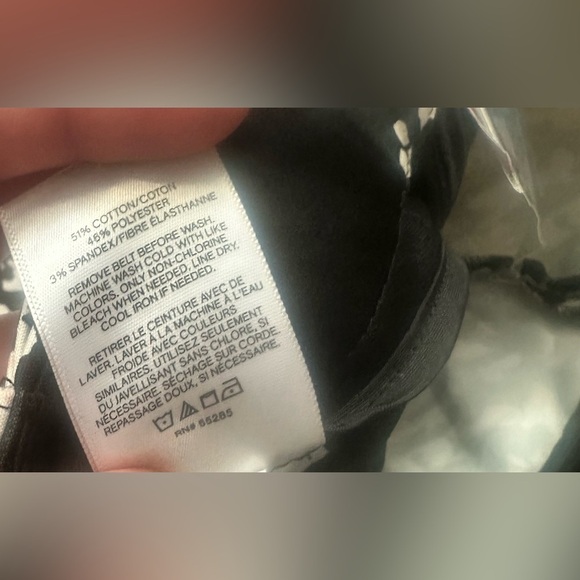 51% COTTON/COTON
46% POLYESTER
3% SPANDEX/FIBRE ÉLASTHANNE
REMOVE BELT BEFORE WASH.
MACHINE WASH COLD WITH LIKE
COLORS, ONLY NON-CHLORINE
BLEACH WHEN NEEDED. LINE DRY.
COOL IRON IF NEEDED.
RETIRER LE CEINTURE AVEC DE
LAVER. LAVER À LA MACHINE À L'EAU
FROIDE AVEC COULEURS
SIMILAIRES. UTILISEZ SEULEMENT
DU JAVELLISANT SANS CHLORE, SI
NÉCESSAIRE. SÉCHAGE SUR CORDE.
REPASSAGE DOUX, SI NÉCESSAIRE.
RN# 55285